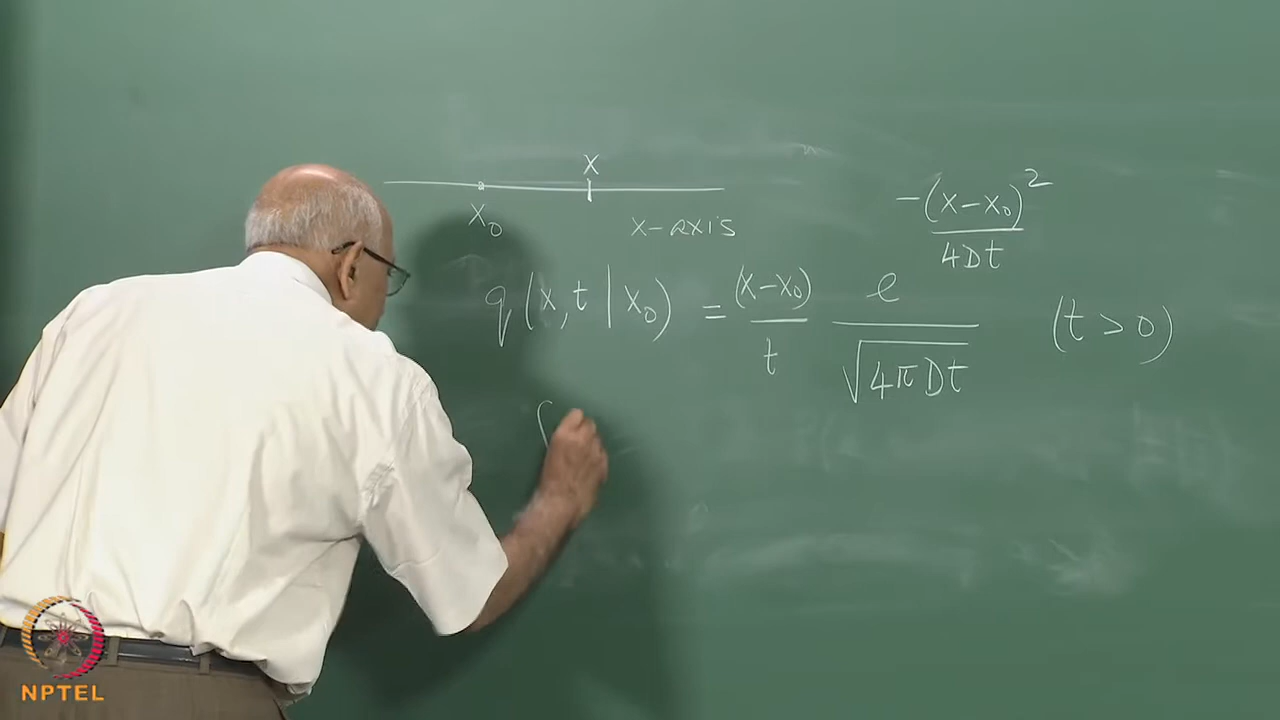 x
x₀ x-axis
q(x,t | x₀) = (x-x₀)/t e^(-(x-x₀)²/4Dt)/√(4πDt) (t > 0)
NPTEL